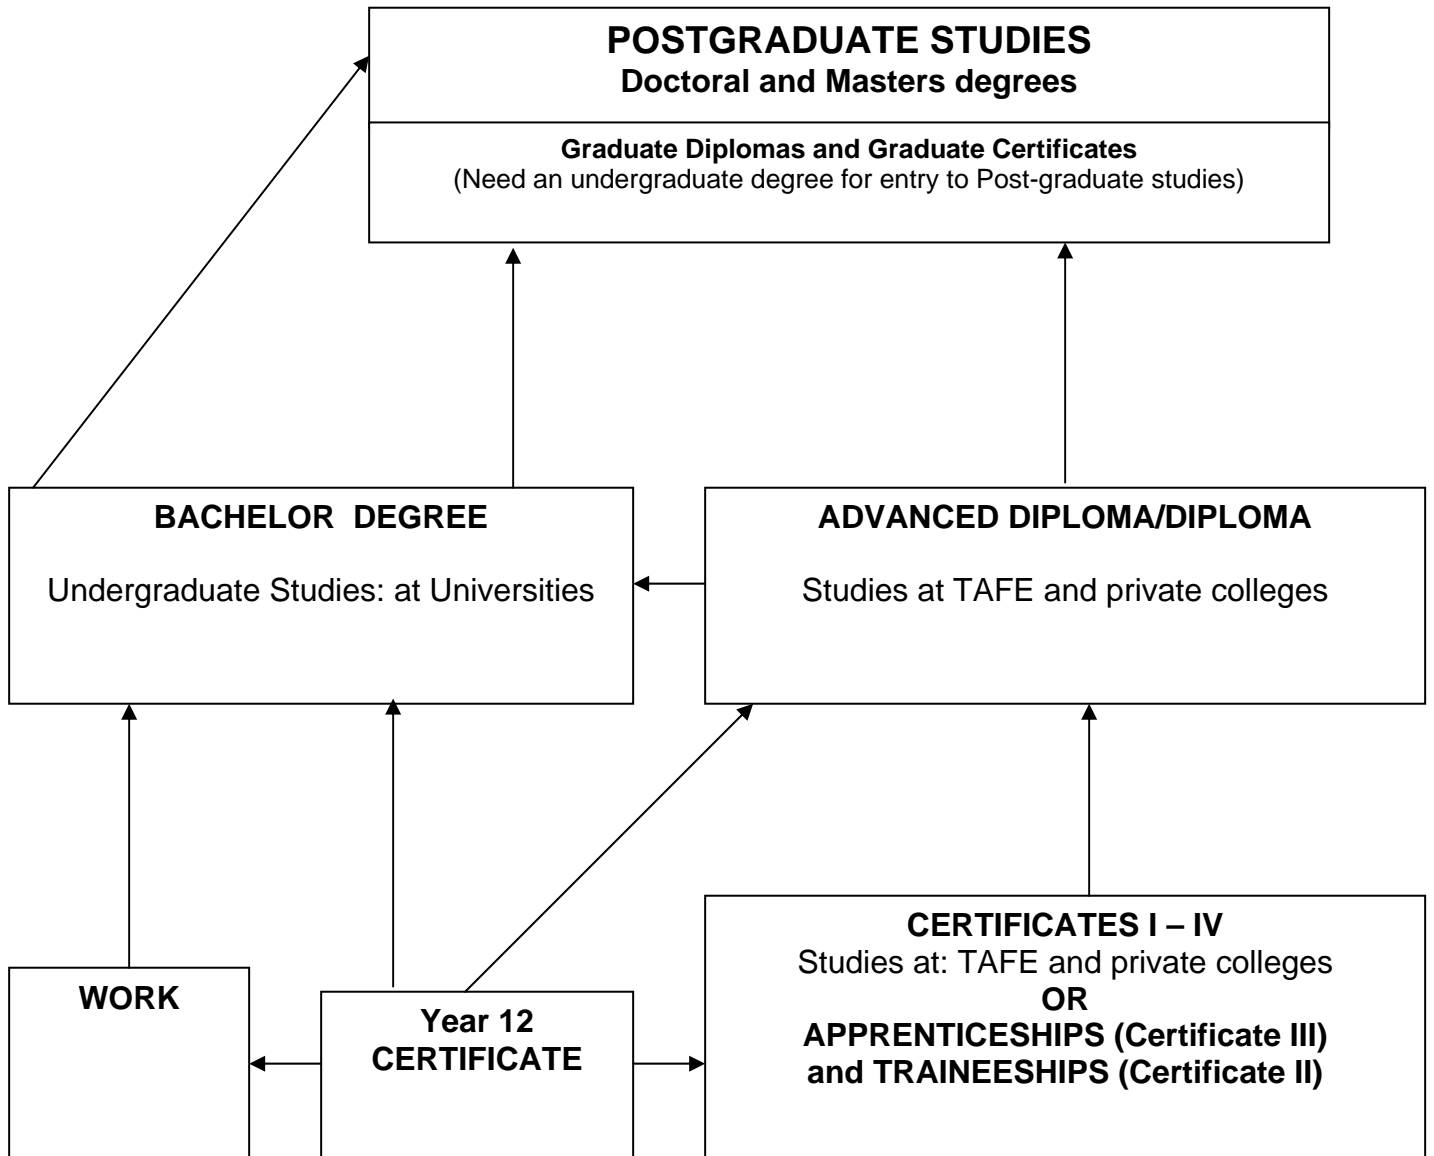 POSTGRADUATE STUDIES
Doctoral and Masters degrees
Graduate Diplomas and Graduate Certificates
(Need an undergraduate degree for entry to Post-graduate studies)
BACHELOR DEGREE
Undergraduate Studies: at Universities
ADVANCED DIPLOMA/DIPLOMA
Studies at TAFE and private colleges
WORK
Year 12
CERTIFICATE
CERTIFICATES I – IV
Studies at: TAFE and private colleges
OR
APPRENTICESHIPS (Certificate III)
and TRAINEESHIPS (Certificate II)